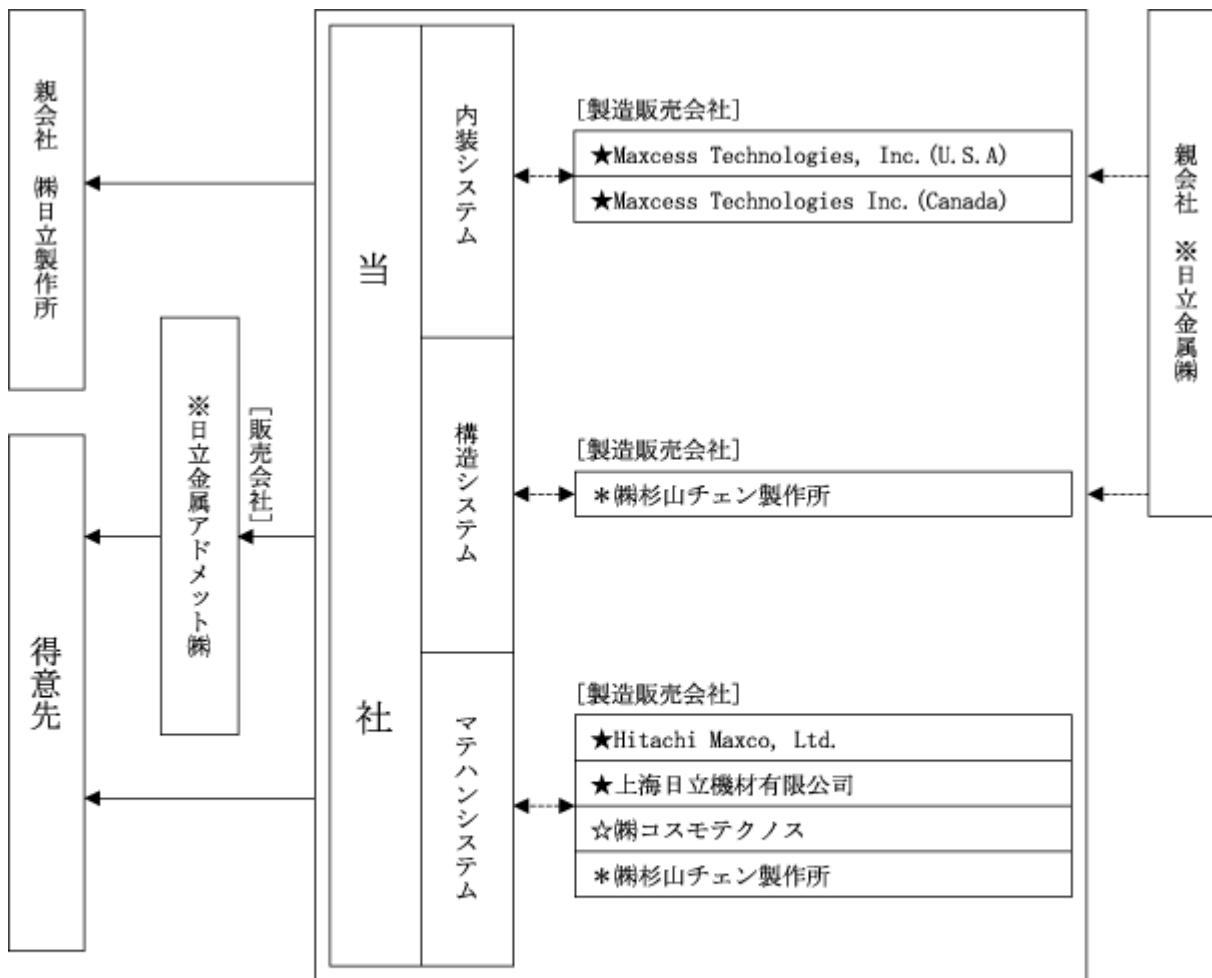 親会社 ㈱日立製作所
得意先
※日立金属アドメット㈱
[販売会社]
当社
内装システム
構造システム
マテハンシステム
[製造販売会社]
★Maxcess Technologies, Inc.(U.S.A)
★Maxcess Technologies Inc.(Canada)
[製造販売会社]
＊㈱杉山チェン製作所
[製造販売会社]
★Hitachi Maxco, Ltd.
★上海日立機材有限公司
☆㈱コスモテクノス
＊㈱杉山チェン製作所
親会社 ※日立金属㈱